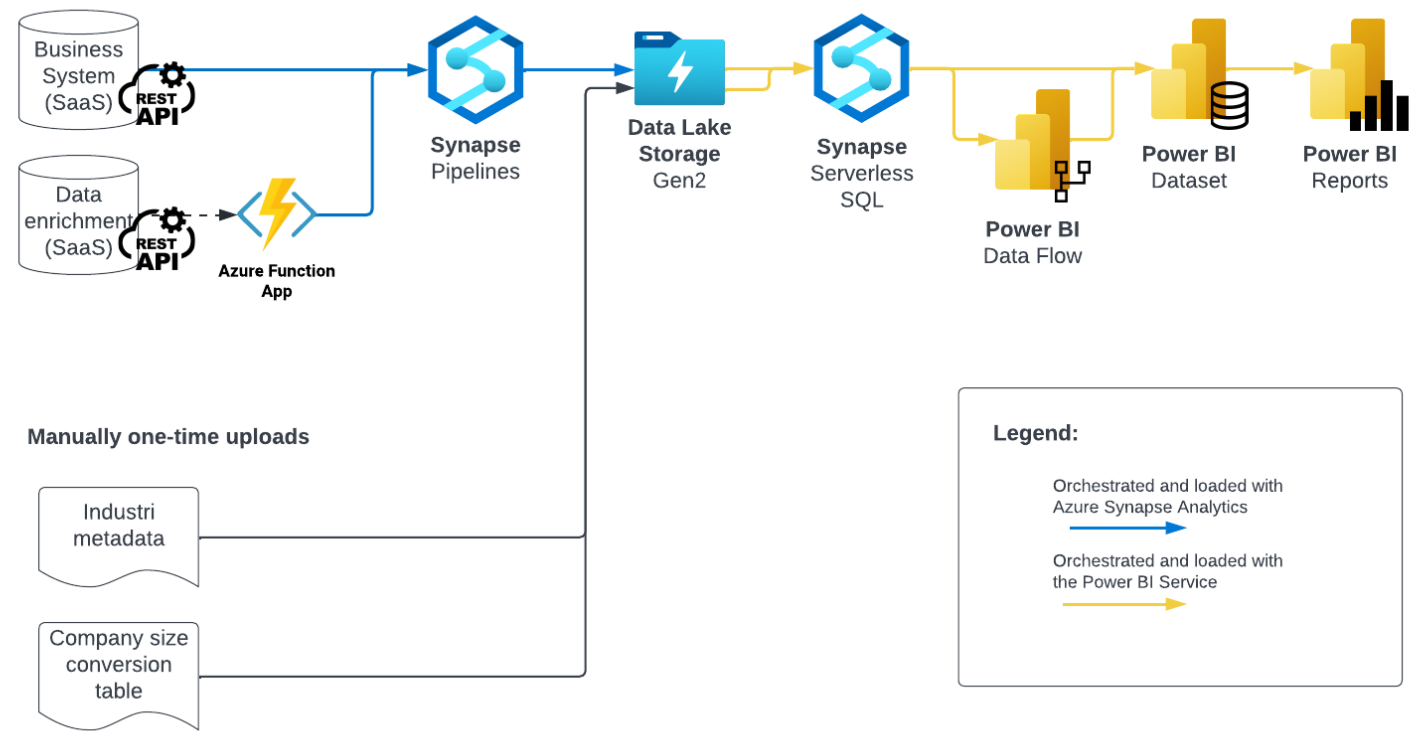 Business
System
(SaaS)
REST
API
Synapse
Pipelines
Data Lake
Storage
Gen2
Synapse
Serverless
SQL
Power BI
Data Flow
Power BI
Dataset
Power BI
Reports
Data
enrichment
(SaaS)
REST
API
Azure Function
App
Manually one-time uploads
Industri
metadata
Company size
conversion
table
Legend:
Orchestrated and loaded with
Azure Synapse Analytics
Orchestrated and loaded with
the Power BI Service